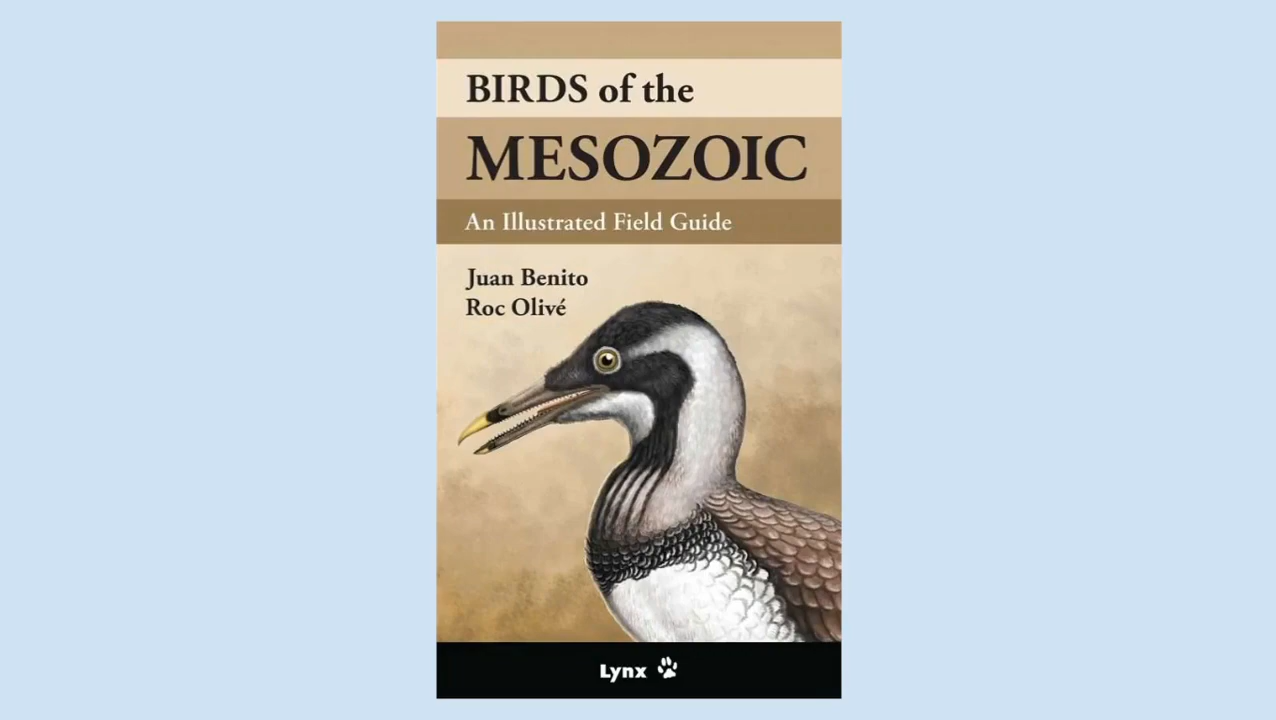 BIRDS of the
MESOZOIC
An Illustrated Field Guide
Juan Benito
Roc Olivé
Lynx